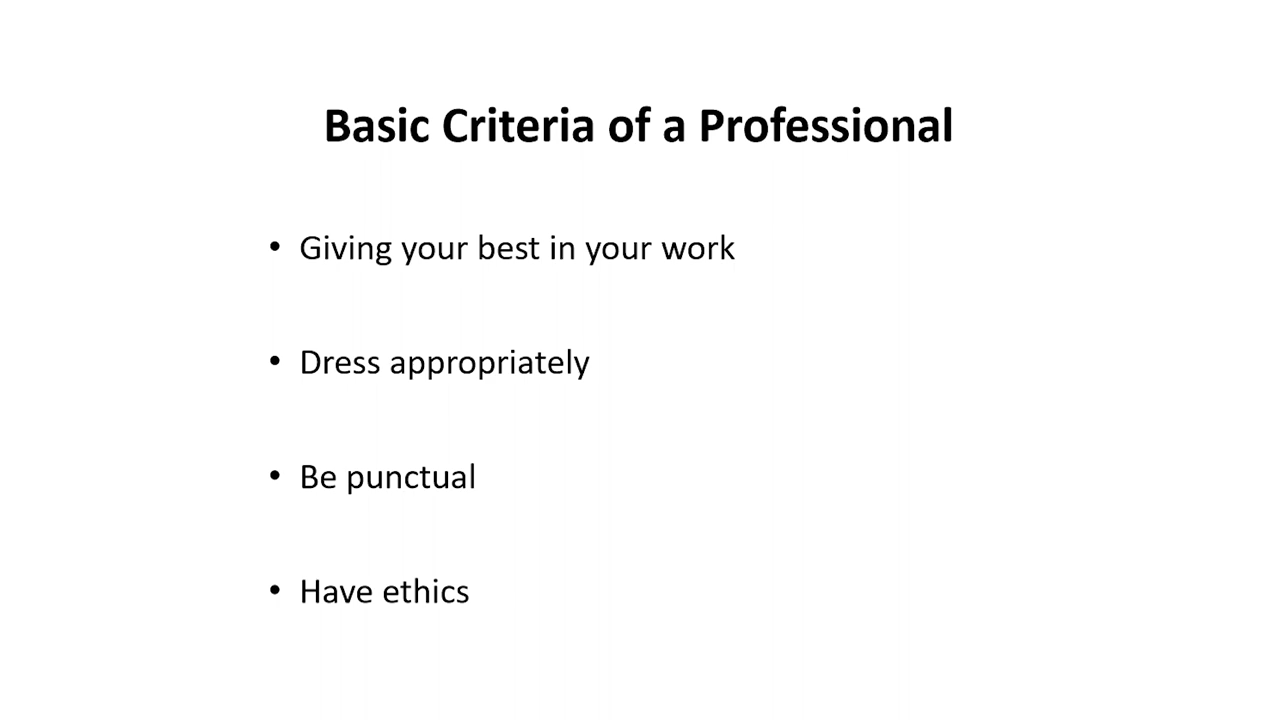 Basic Criteria of a Professional
• Giving your best in your work
• Dress appropriately
• Be punctual
• Have ethics